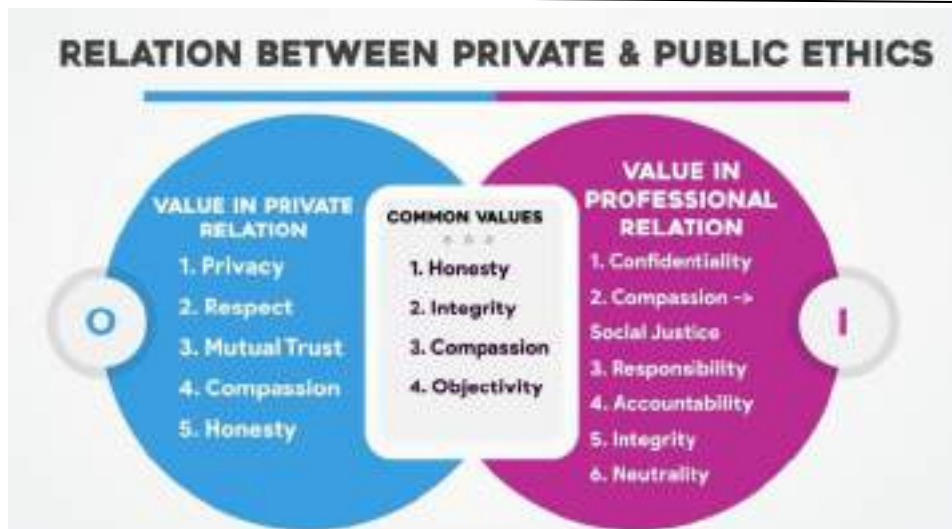 RELATION BETWEEN PRIVATE & PUBLIC ETHICS
VALUE IN PRIVATE
RELATION
1. Privacy
2. Respect
3. Mutual Trust
4. Compassion
5. Honesty
O
COMMON VALUES
1. Honesty
2. Integrity
3. Compassion
4. Objectivity
VALUE IN
PROFESSIONAL
RELATION
1. Confidentiality
2. Compassion ->
Social Justice
3. Responsibility
4. Accountability
5. Integrity
6. Neutrality
I